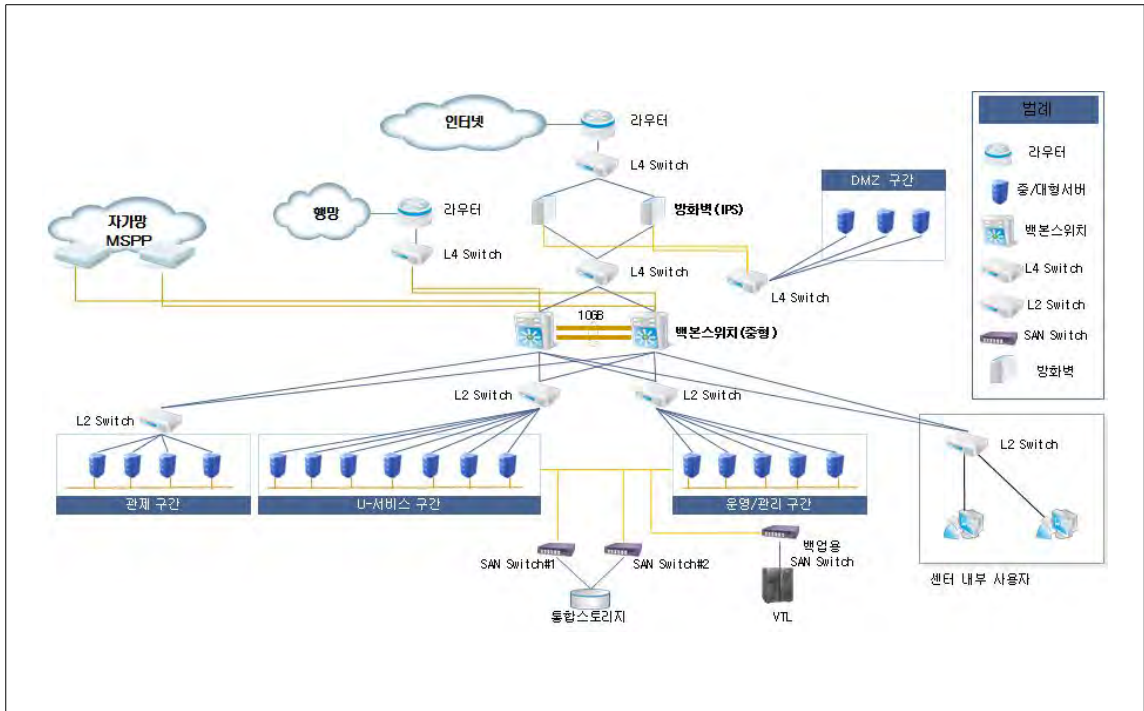 인터넷
라우터
L4 Switch
자가망
MSPP
행망
라우터
L4 Switch
방화벽(IPS)
L4 Switch
DMZ 구간
L4 Switch
10GB
백본스위치(중형)
L2 Switch
L2 Switch
L2 Switch
L2 Switch
관제 구간
U-서비스 구간
운영/관리 구간
SAN Switch#1
SAN Switch#2
백업용
SAN Switch
통합스토리지
VTL
센터 내부 사용자
범례
라우터
중/대형서버
백본스위치
L4 Switch
L2 Switch
SAN Switch
방화벽